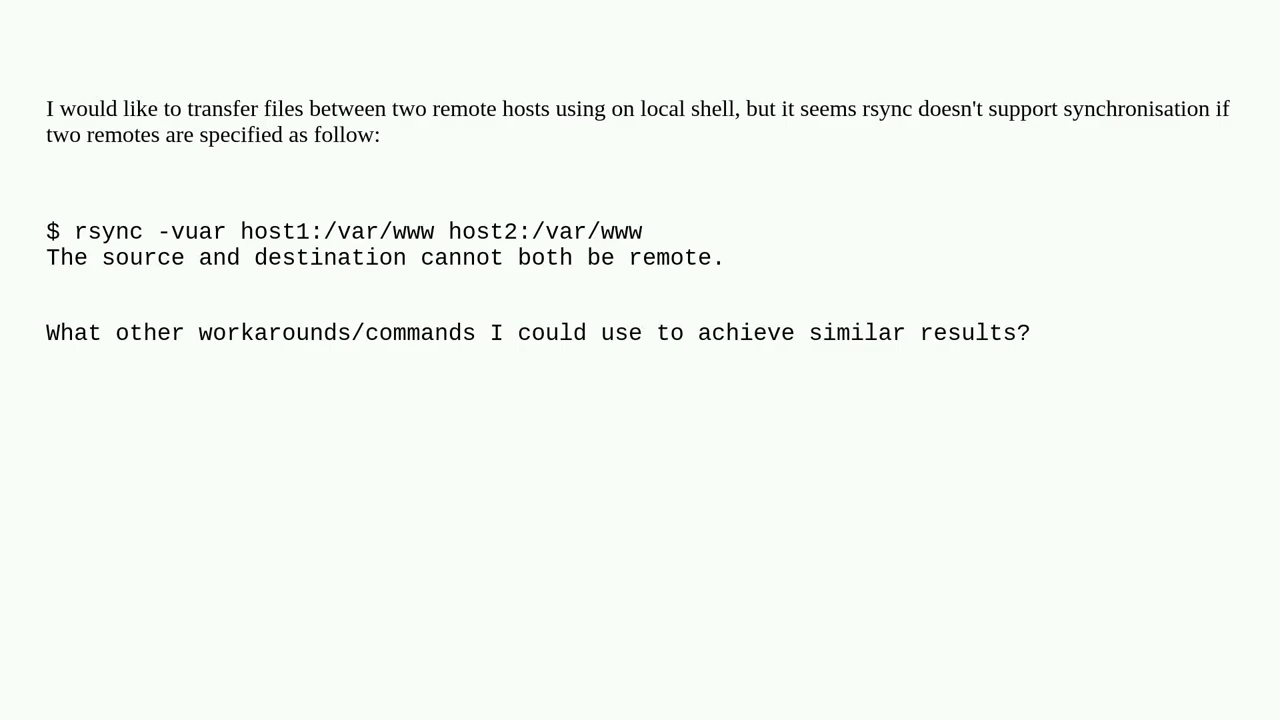 I would like to transfer files between two remote hosts using on local shell, but it seems rsync doesn't support synchronisation if
two remotes are specified as follow:
$ rsync -vuar host1:/var/www host2:/var/www
The source and destination cannot both be remote.
What other workarounds/commands I could use to achieve similar results?